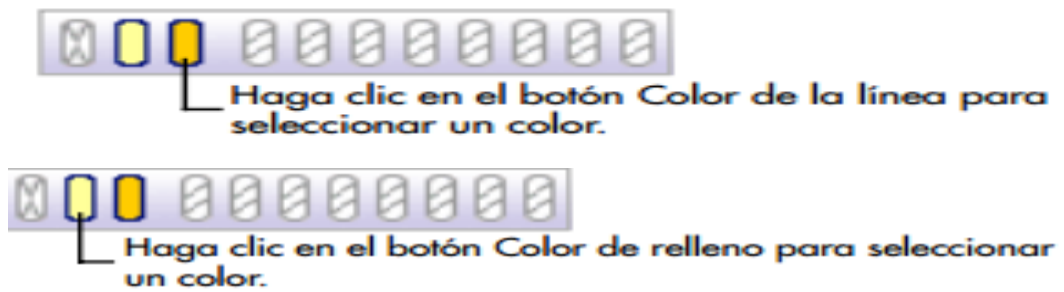 Haga clic en el botón Color de la línea para
seleccionar un color.
Haga clic en el botón Color de relleno para seleccionar
un color.